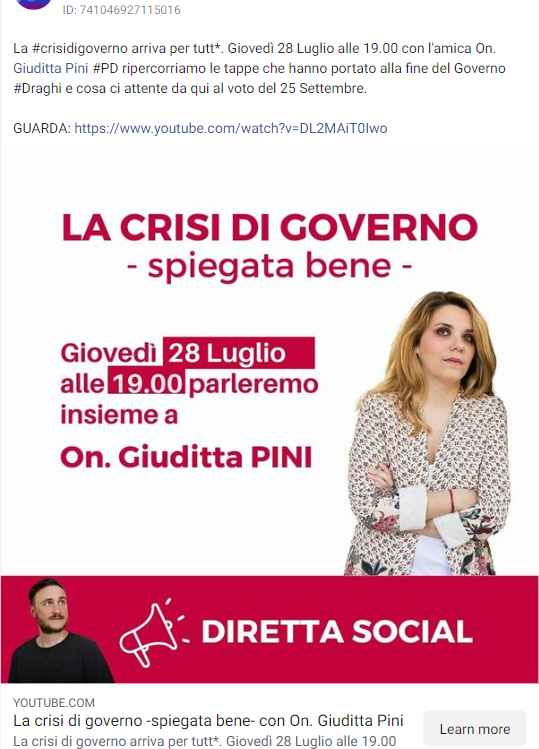 ID: 741046927115016
La #crisidigoverno arriva per tutt*. Giovedì 28 Luglio alle 19.00 con l'amica On.
Giuditta Pini #PD ripercorriamo le tappe che hanno portato alla fine del Governo
#Draghi e cosa ci attente da qui al voto del 25 Settembre.
GUARDA: https://www.youtube.com/watch?v=DL2MAiT0Iwo
LA CRISI DI GOVERNO
- spiegata bene -
Giovedì 28 Luglio
alle 19.00 parleremo
insieme a
On. Giuditta PINI
DIRETTA SOCIAL
YOUTUBE.COM
La crisi di governo -spiegata bene- con On. Giuditta Pini
La crisi di governo arriva per tutt*. Giovedì 28 Luglio alle 19.00
Learn more